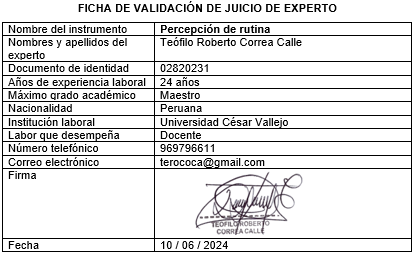 FICHA DE VALIDACIÓN DE JUICIO DE EXPERTO
Nombre del instrumento Percepción de rutina
Nombres y apellidos del experto Teófilo Roberto Correa Calle
Documento de identidad 02820231
Años de experiencia laboral 24 años
Máximo grado académico Maestro
Nacionalidad Peruana
Institución laboral Universidad César Vallejo
Labor que desempeña Docente
Número telefónico 969796611
Correo electrónico terococa@gmail.com
Firma
TEOFILO ROBERTO
CORREA CALLE
Fecha 10 / 06 / 2024